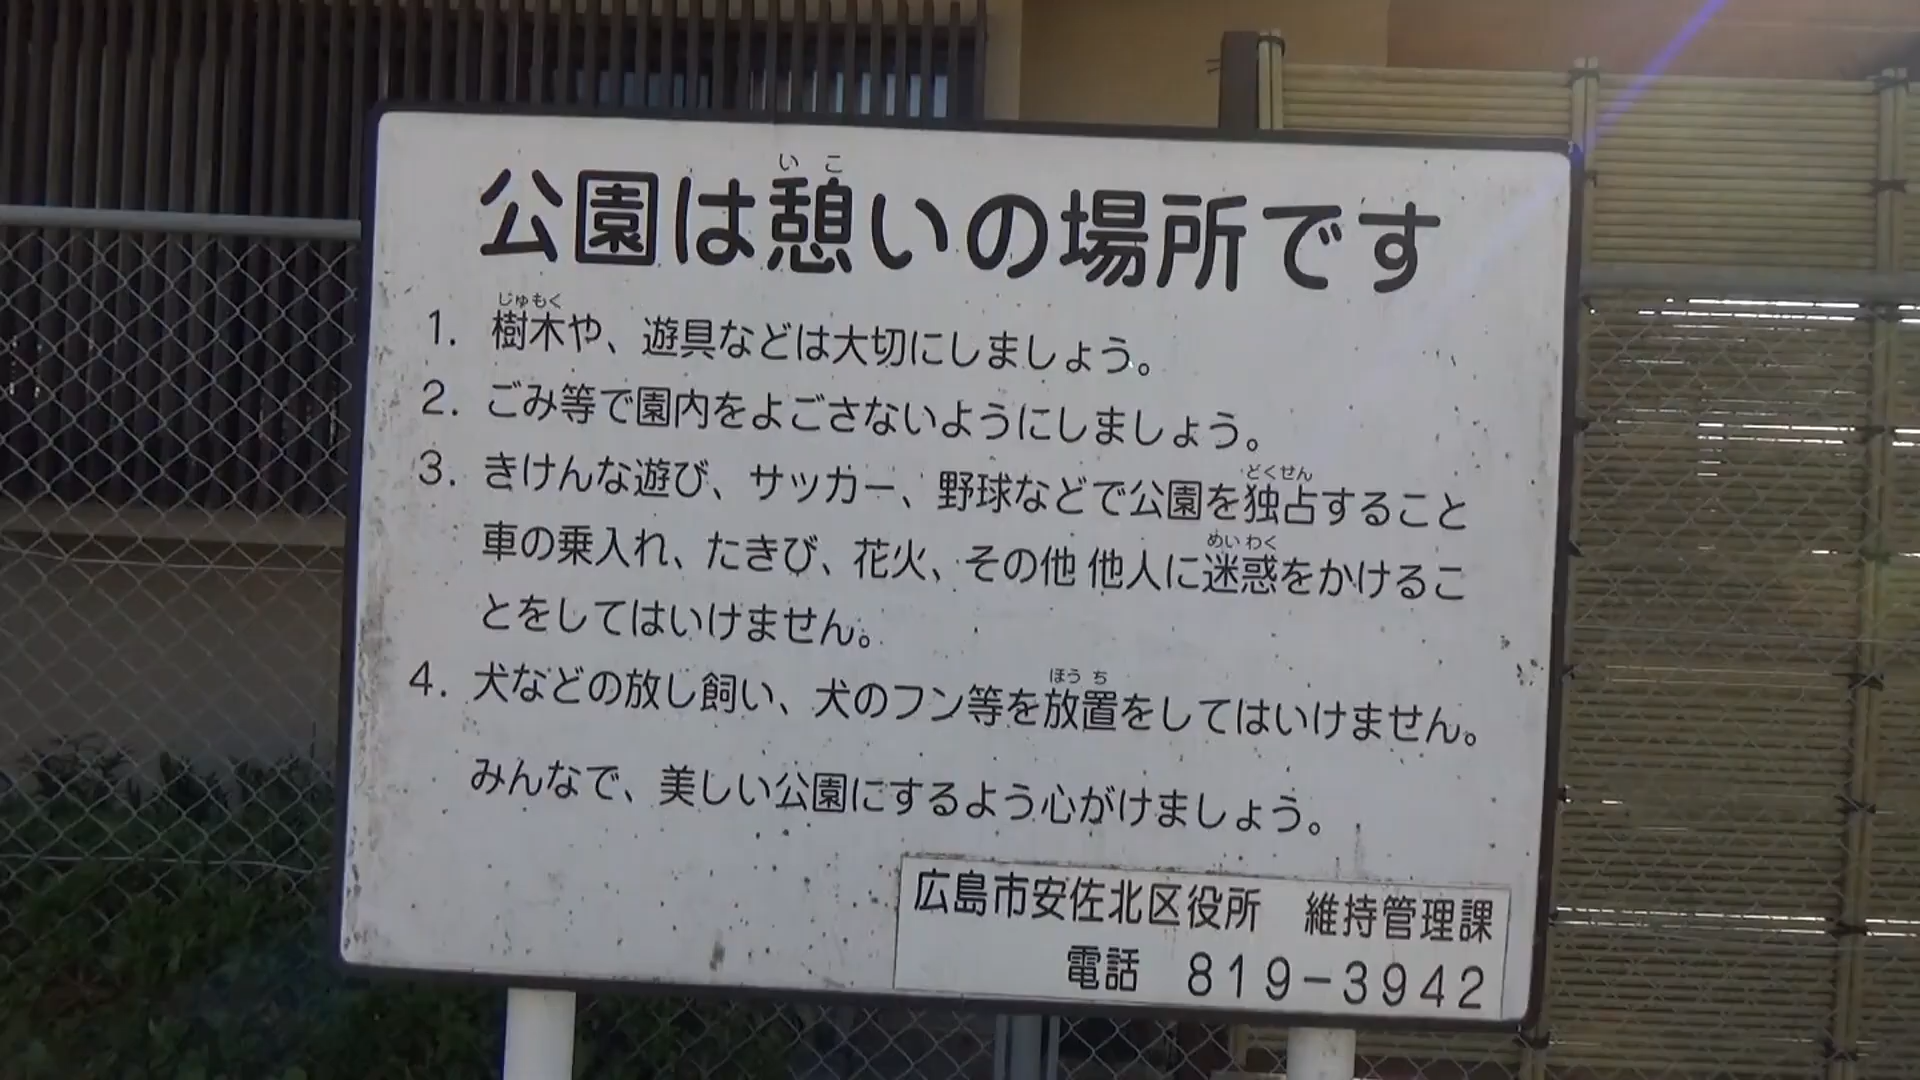 公園は憩いの場所です
1. 樹木や、遊具などは大切にしましょう。
2. ごみ等で園内をよごさないようにしましょう。
3. きけんな遊び、サッカー、野球などで公園を独占すること
車の乗入れ、たきび、花火、その他 他人に迷惑をかけるこ
とをしてはいけません。
4. 犬などの放し飼い、犬のフン等を放置をしてはいけません。
みんなで、美しい公園にするよう心がけましょう。
広島市安佐北区役所 維持管理課
電話 819-3942